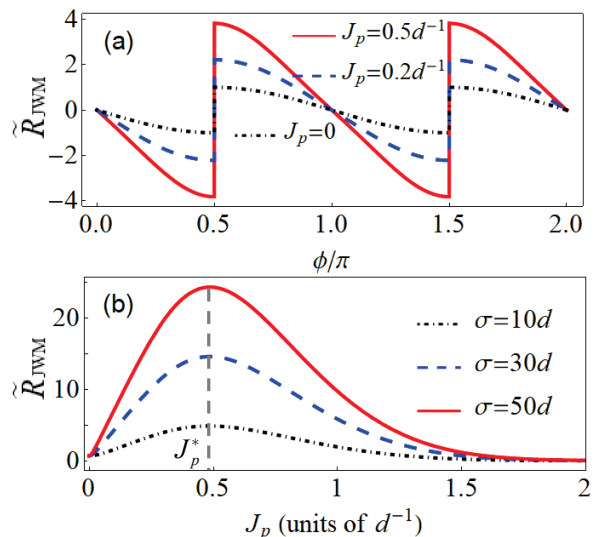 (a)
J_p=0.5d⁻¹
J_p=0.2d⁻¹
J_p=0
R̃_JWM
4
2
0
−2
−4
0.0 0.5 1.0 1.5 2.0
ϕ/π
(b)
σ=10d
σ=30d
σ=50d
J_p^*
R̃_JWM
20
10
0
0 0.5 1 1.5 2
J_p (units of d⁻¹)